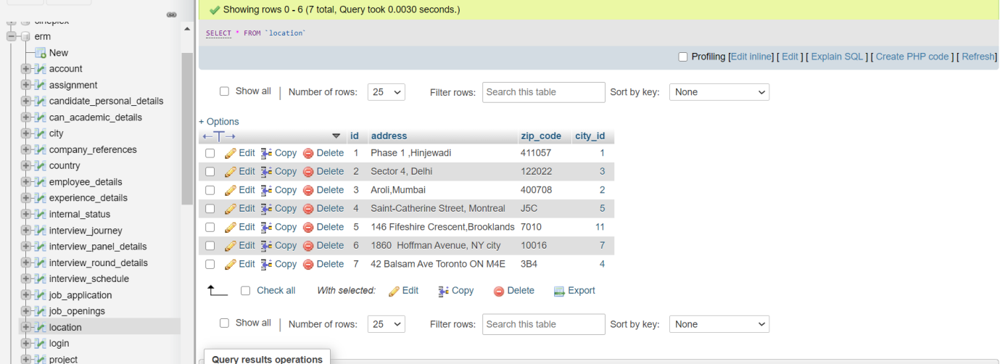 cineplex
erm
New
account
assignment
candidate_personal_details
can_academic_details
city
company_references
country
employee_details
experience_details
internal_status
interview_journey
interview_panel_details
interview_round_details
interview_schedule
job_application
job_openings
location
login
project
Showing rows 0 - 6 (7 total, Query took 0.0030 seconds.)
SELECT * FROM `location`
Profiling [Edit inline] [ Edit ] [ Explain SQL ] [ Create PHP code ] [ Refresh]
Show all | Number of rows: 25 Filter rows: Search this table Sort by key: None
+ Options
id address zip_code city_id
Edit Copy Delete 1 Phase 1 ,Hinjewadi 411057 1
Edit Copy Delete 2 Sector 4, Delhi 122022 3
Edit Copy Delete 3 Aroli,Mumbai 400708 2
Edit Copy Delete 4 Saint-Catherine Street, Montreal J5C 5
Edit Copy Delete 5 146 Fifeshire Crescent,Brooklands 7010 11
Edit Copy Delete 6 1860  Hoffman Avenue, NY city 10016 7
Edit Copy Delete 7 42 Balsam Ave Toronto ON M4E 3B4 4
Check all With selected: Edit Copy Delete Export
Show all | Number of rows: 25 Filter rows: Search this table Sort by key: None
Query results operations